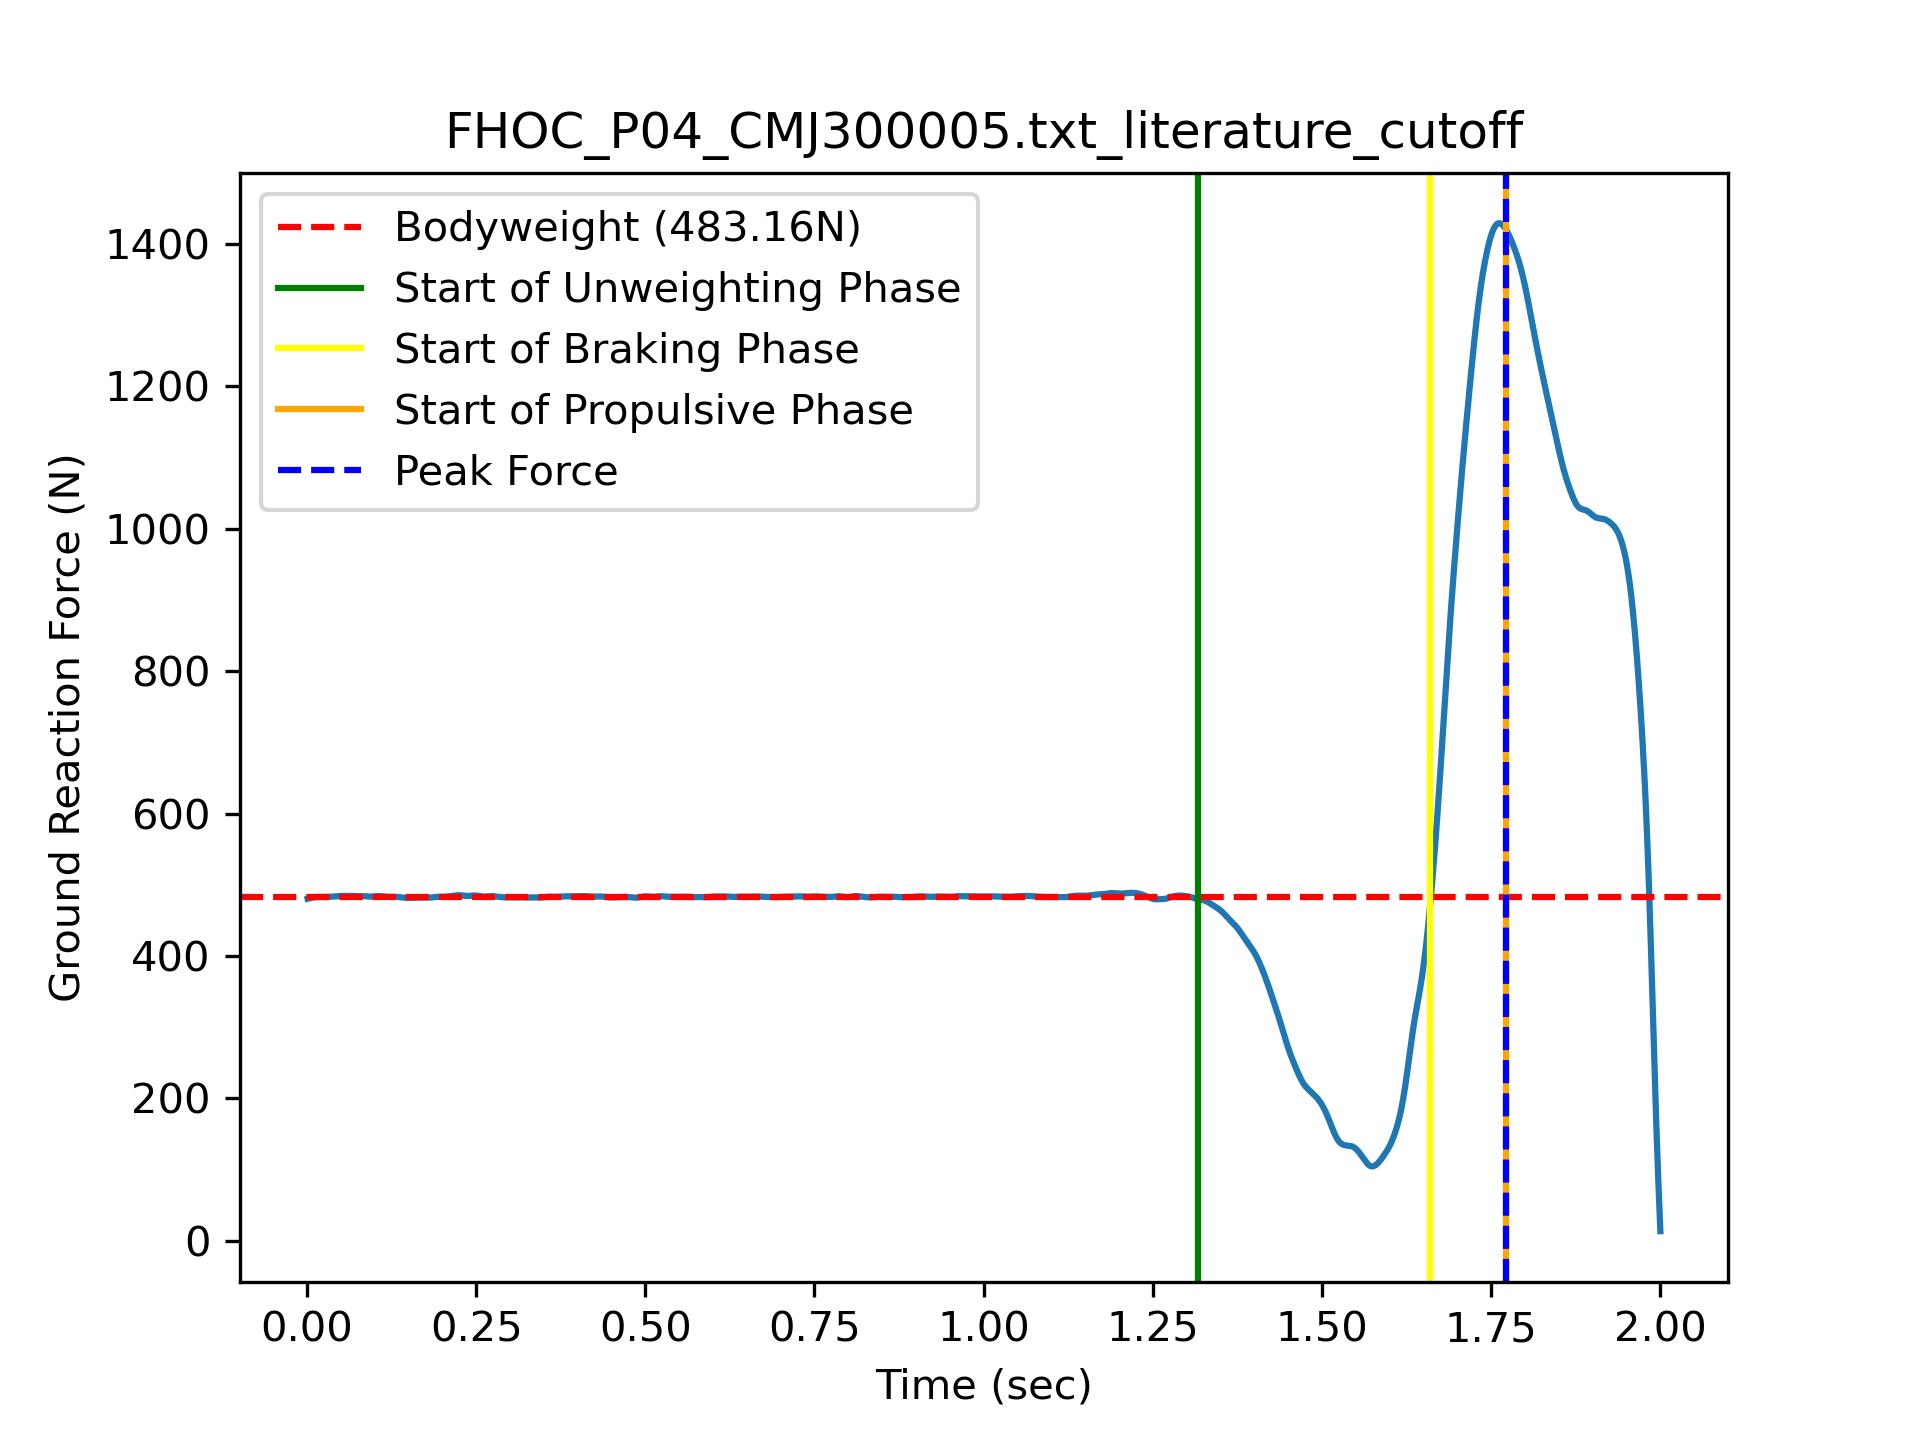 FHOC_P04_CMJ300005.txt_literature_cutoff
Bodyweight (483.16N)
Start of Unweighting Phase
Start of Braking Phase
Start of Propulsive Phase
Peak Force
Ground Reaction Force (N)
1400
1200
1000
800
600
400
200
0
0.00 0.25 0.50 0.75 1.00 1.25 1.50 1.75 2.00
Time (sec)